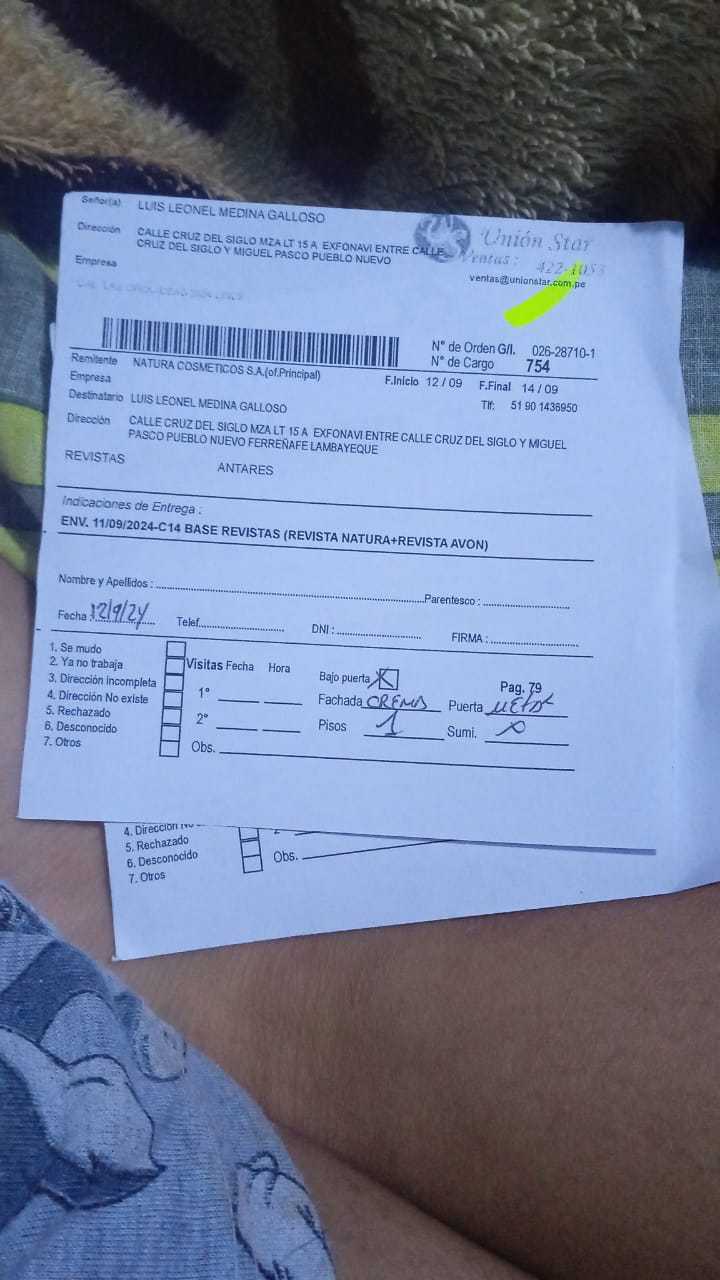 Señor(a) LUIS LEONEL MEDINA GALLOSO
Unión Star
Dirección CALLE CRUZ DEL SIGLO MZA LT 15 A EXFONAVI ENTRE CALLE
CRUZ DEL SIGLO Y MIGUEL PASCO PUEBLO NUEVO
Ventas : 422-1053
ventas@unionstar.com.pe
Empresa
N° de Orden G/I. 026-28710-1
N° de Cargo 754
Remitente NATURA COSMETICOS S.A.(of.Principal)
F.Inicio 12 / 09 F.Final 14 / 09
Empresa
Tlf: 51 90 1436950
Destinatario LUIS LEONEL MEDINA GALLOSO
Dirección CALLE CRUZ DEL SIGLO MZA LT 15 A EXFONAVI ENTRE CALLE CRUZ DEL SIGLO Y MIGUEL
PASCO PUEBLO NUEVO FERREÑAFE LAMBAYEQUE
REVISTAS ANTARES
Indicaciones de Entrega :
ENV. 11/09/2024-C14 BASE REVISTAS (REVISTA NATURA+REVISTA AVON)
Nombre y Apellidos : Parentesco :
Fecha 12/9/24 Telef. DNI : FIRMA :
1. Se mudo
2. Ya no trabaja
3. Dirección incompleta
4. Dirección No existe
5. Rechazado
6. Desconocido
7. Otros
Visitas Fecha Hora
1°
2°
Obs.
Bajo puerta X
Pag. 79
Fachada CREMA Puerta
Pisos 1 Sumi.
4. Dirección
5. Rechazado
6. Desconocido
7. Otros
Obs.